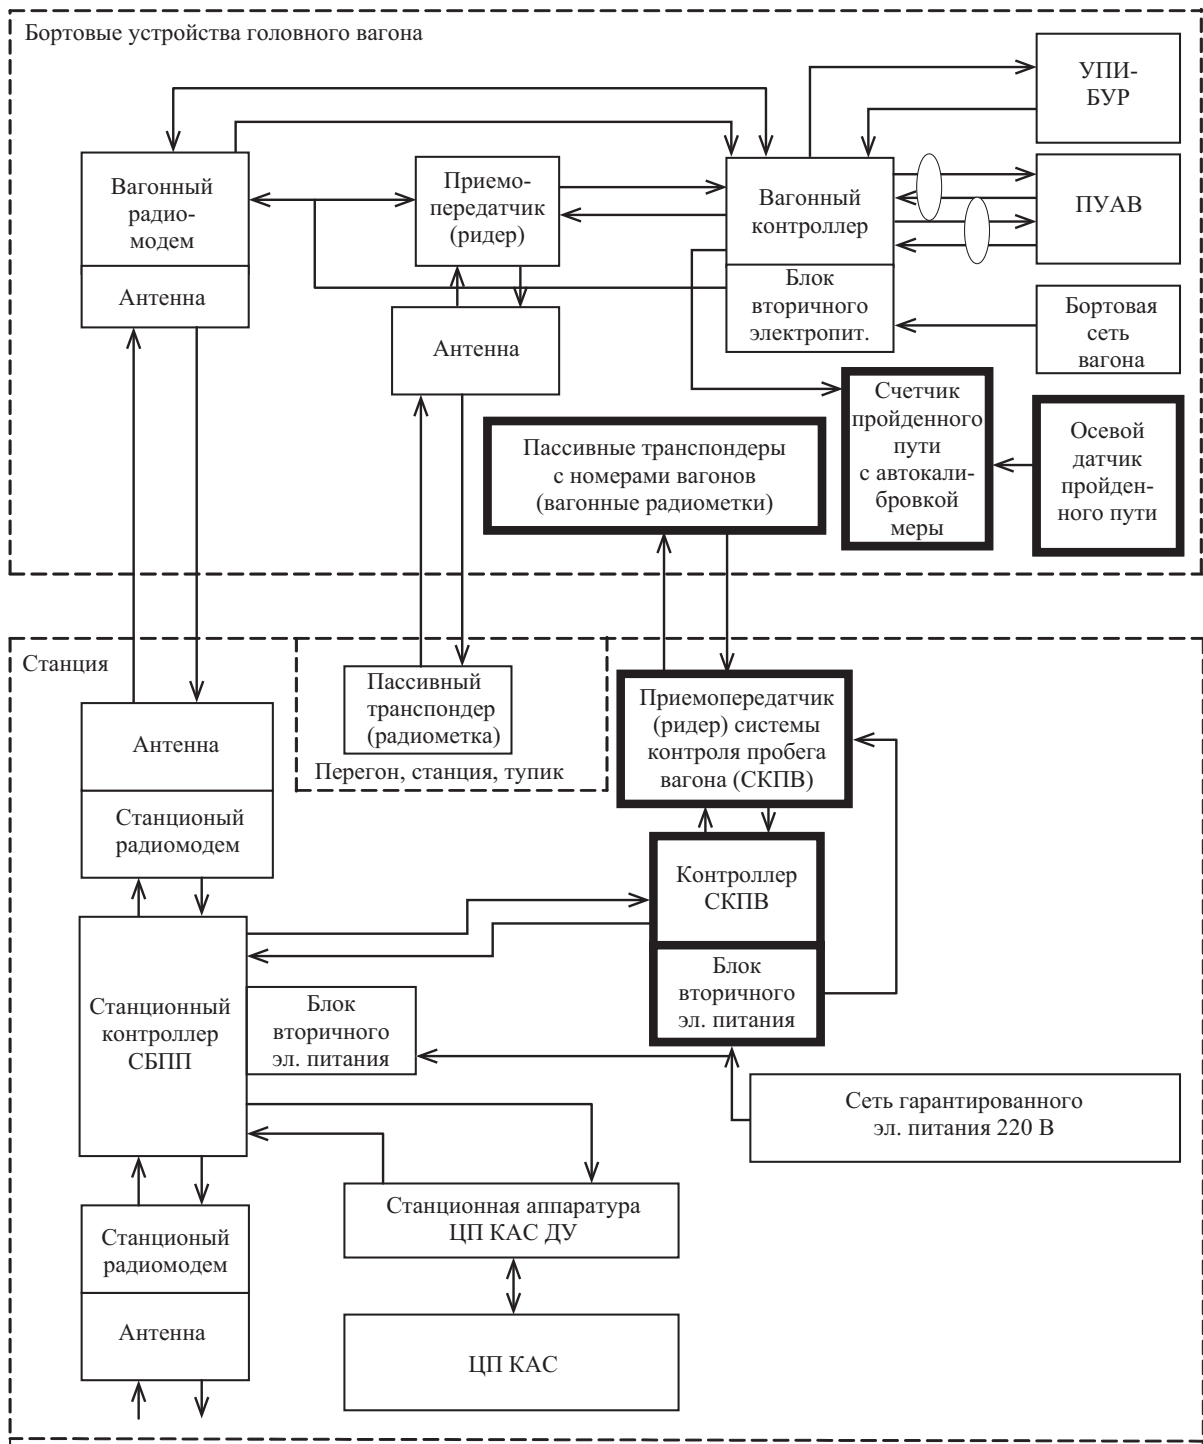 Бортовые устройства головного вагона
УПИ-
БУР
Вагонный
радио-
модем
Антенна
Приемо-
передатчик
(ридер)
Вагонный
контроллер
Блок
вторичного
электропит.
ПУАВ
Бортовая
сеть
вагона
Антенна
Счетчик
пройденного
пути
с автокали-
бровкой
меры
Осевой
датчик
пройден-
ного пути
Пассивные транспондеры
с номерами вагонов
(вагонные радиометки)
Станция
Пассивный
транспондер
(радиометка)
Перегон, станция, тупик
Приемопередатчик
(ридер) системы
контроля пробега
вагона (СКПВ)
Антенна
Станционый
радиомодем
Контроллер
СКПВ
Блок
вторичного
эл. питания
Станционный
контроллер
СБПП
Блок
вторичного
эл. питания
Сеть гарантированного
эл. питания 220 В
Станционная аппаратура
ЦП КАС ДУ
Станционый
радиомодем
Антенна
ЦП КАС